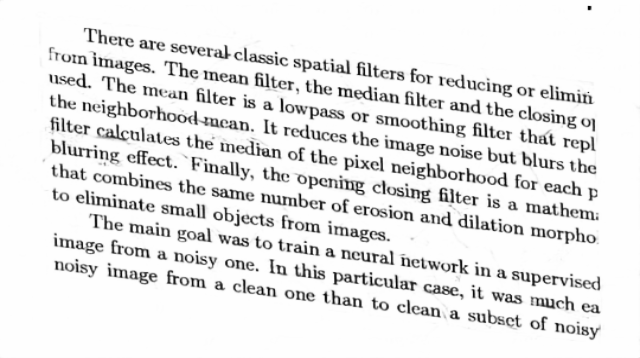 There are several classic spatial filters for reducing or elimin
from images. The mean filter, the median filter and the closing op
used. The mean filter is a lowpass or smoothing filter that repl
the neighborhood mean. It reduces the image noise but blurs the
filter calculates the median of the pixel neighborhood for each p
blurring effect. Finally, the opening closing filter is a mathema
that combines the same number of erosion and dilation morpho
to eliminate small objects from images.
The main goal was to train a neural network in a supervised
image from a noisy one. In this particular case, it was much ea
noisy image from a clean one than to clean a subset of noisy